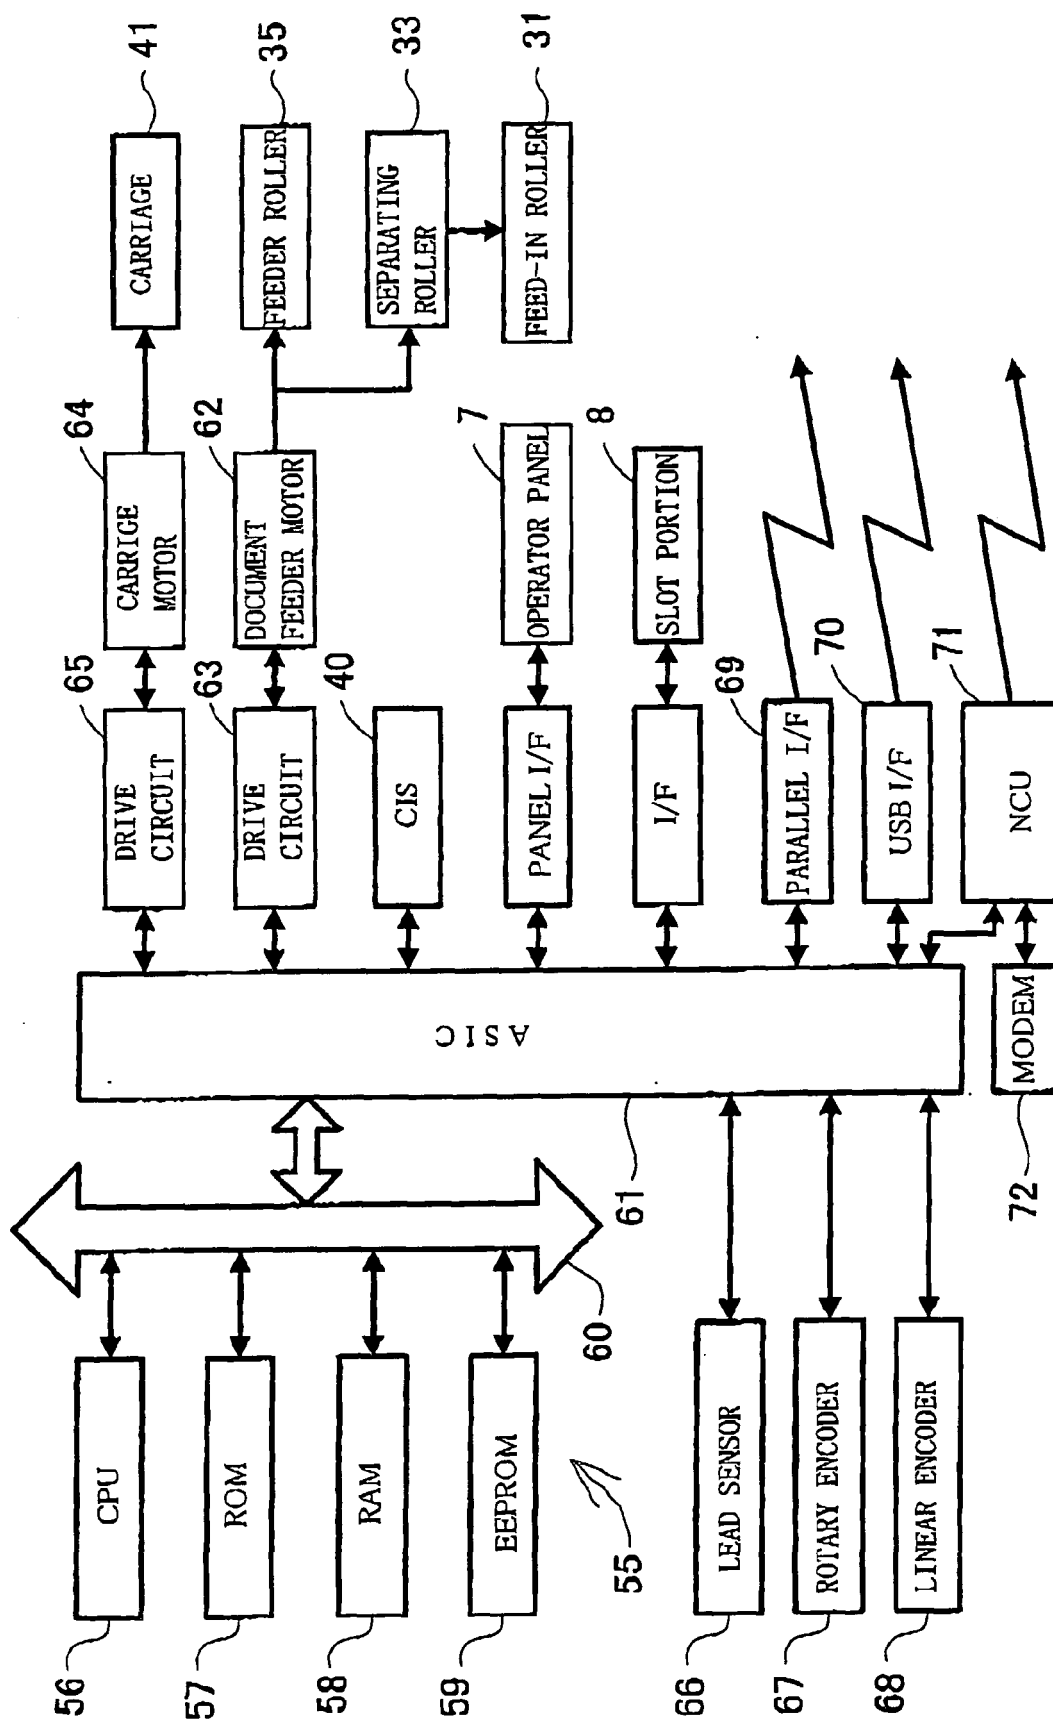 56
CPU
57
ROM
58
RAM
59
EEPROM
55
60
66
LEAD SENSOR
67
ROTARY ENCODER
68
LINEAR ENCODER
61
ASIC
72
MODEM
65
DRIVE
CIRCUIT
63
DRIVE
CIRCUIT
40
CIS
PANEL I/F
I/F
69
PARALLEL I/F
70
USB I/F
71
NCU
64
CARRIGE
MOTOR
62
DOCUMENT
FEEDER MOTOR
7
OPERATOR PANEL
8
SLOT PORTION
41
CARRIAGE
35
FEEDER ROLLER
33
SEPARATING
ROLLER
31
FEED-IN ROLLER